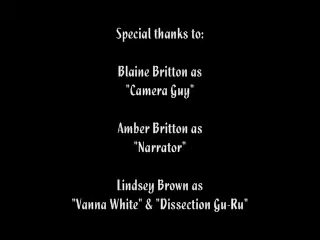 Special thanks to:
Blaine Britton as
"Camera Guy"
Amber Britton as
"Narrator"
Lindsey Brown as
"Vanna White" & "Dissection Gu-Ru"